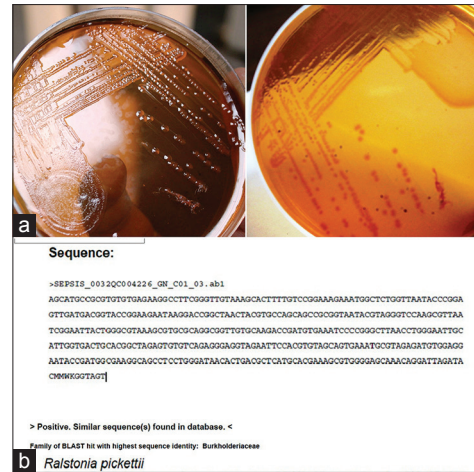 a
Sequence:
>SEPSIS_0032QC004226_GN_C01_03.ab1
AGCATGCCGCGTGTGTGAGAAGGCCTTCGGGTTGTAAAGCACTTTTGTCCGGAAAGAAATGGCTCTGGTTAATACCCGGA
GTTGATGACGGTACCGGAAGAATAAGGACCGGCTAACTACGTGCCAGCAGCCGCGGTAATACGTAGGGTCCAAGCGTTAA
TCGGAATTACTGGGCGTAAAGCGTGCGCAGGCGGTTGTGCAAGACCGATGTGAAATCCCCGGGCTTAACCTGGGAATTGC
ATTGGTGACTGCACGGCTAGAGTGTGTCAGAGGGAGGTAGAATTCCACGTGTAGCAGTGAAATGCGTAGAGATGTGGAGG
AATACCGATGGCGAAGGCAGCCTCCTGGGATAACACTGACGCTCATGCACGAAAGCGTGGGGAGCAAACAGGATTAGATA
CMMWKGGTAGT
> Positive. Similar sequence(s) found in database. <
Family of BLAST hit with highest sequence identity: Burkholderiaceae
b
Ralstonia pickettii